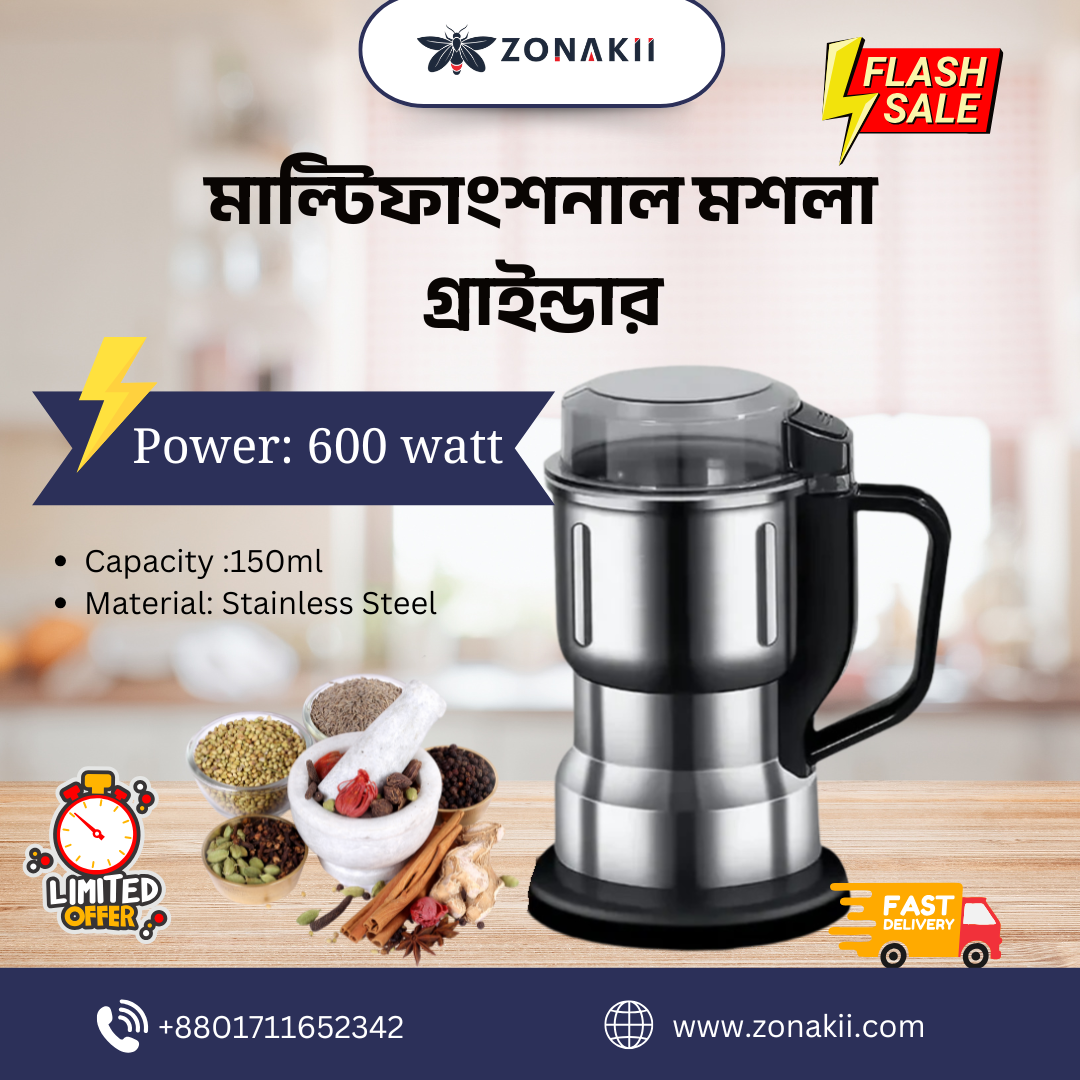 ZONAKII
FLASH
SALE
মাল্টিফাংশনাল মশলা
গ্রাইন্ডার
Power: 600 watt
• Capacity :150ml
• Material: Stainless Steel
LIMITED
OFFER
FAST
DELIVERY
+8801711652342
www.zonakii.com